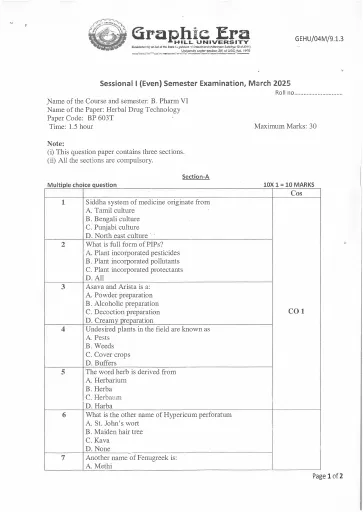 Graphic Era
HILL UNIVERSITY
GEHU/04M/9.1.3
Sessional I (Even) Semester Examination, March 2025
Roll no
Name of the Course and semester: B. Pharm VI
Name of the Paper: Herbal Drug Technology
Paper Code: BP 603T
Time: 1.5 hour Maximum Marks: 30
Note:
(i) This question paper contains three sections.
(ii) All the sections are compulsory.
Section-A
Multiple choice question 10X 1 = 10 MARKS
Cos
1 Siddha system of medicine originate from
A. Tamil culture
B. Bengali culture
C. Punjabi culture
D. North east culture
2 What is full form of PIPs?
A. Plant incorporated pesticides
B. Plant incorporated pollutants
C. Plant incorporated protectants
D. All
3 Asava and Arista is a:
A. Powder preparation
B. Alcoholic preparation
C. Decoction preparation
D. Creamy preparation
CO 1
4 Undesired plants in the field are known as
A. Pests
B. Weeds
C. Cover crops
D. Buffers
5 The word herb is derived from
A. Herbarium
B. Herba
C. Herbaum
D. Harba
6 What is the other name of Hypericum perforatum
A. St. John's wort
B. Maiden hair tree
C. Kava
D. None
7 Another name of Fenugreek is:
A. Methi
Page 1 of 2